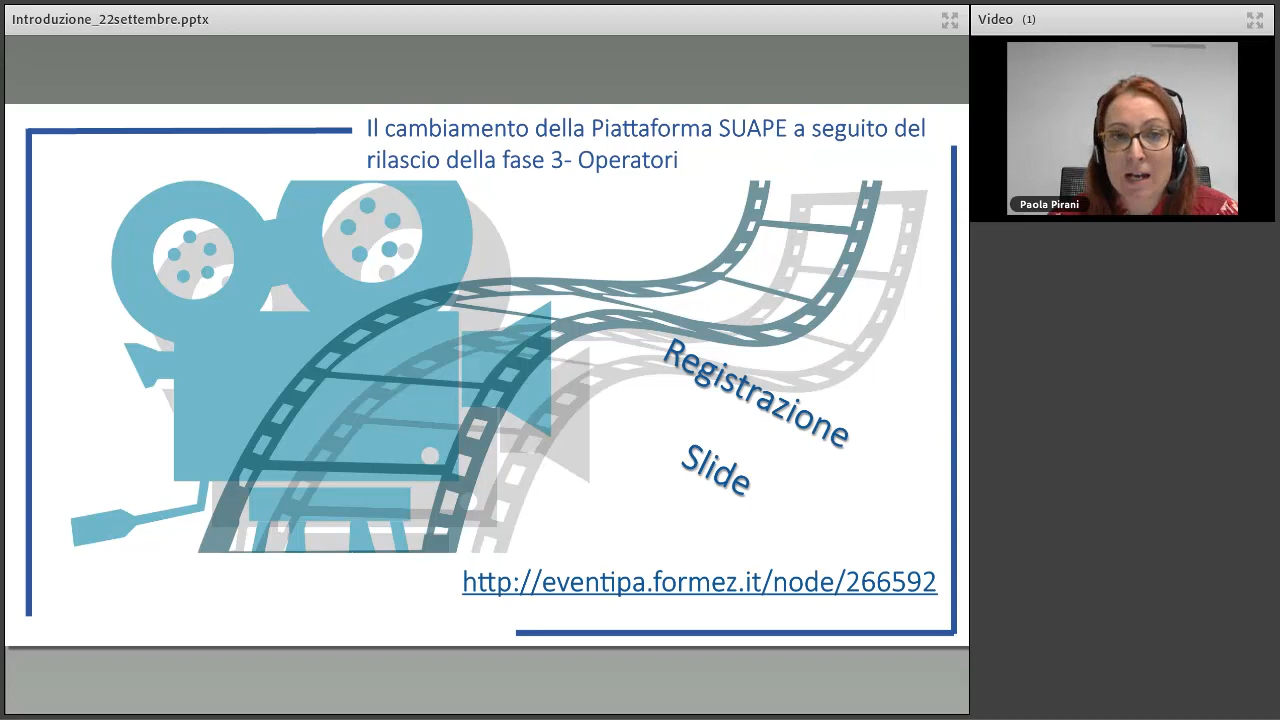 Introduzione_22settembre.pptx
Video (1)
Il cambiamento della Piattaforma SUAPE a seguito del
rilascio della fase 3- Operatori
Paola Pirani
Registrazione
Slide
http://eventipa.formez.it/node/266592